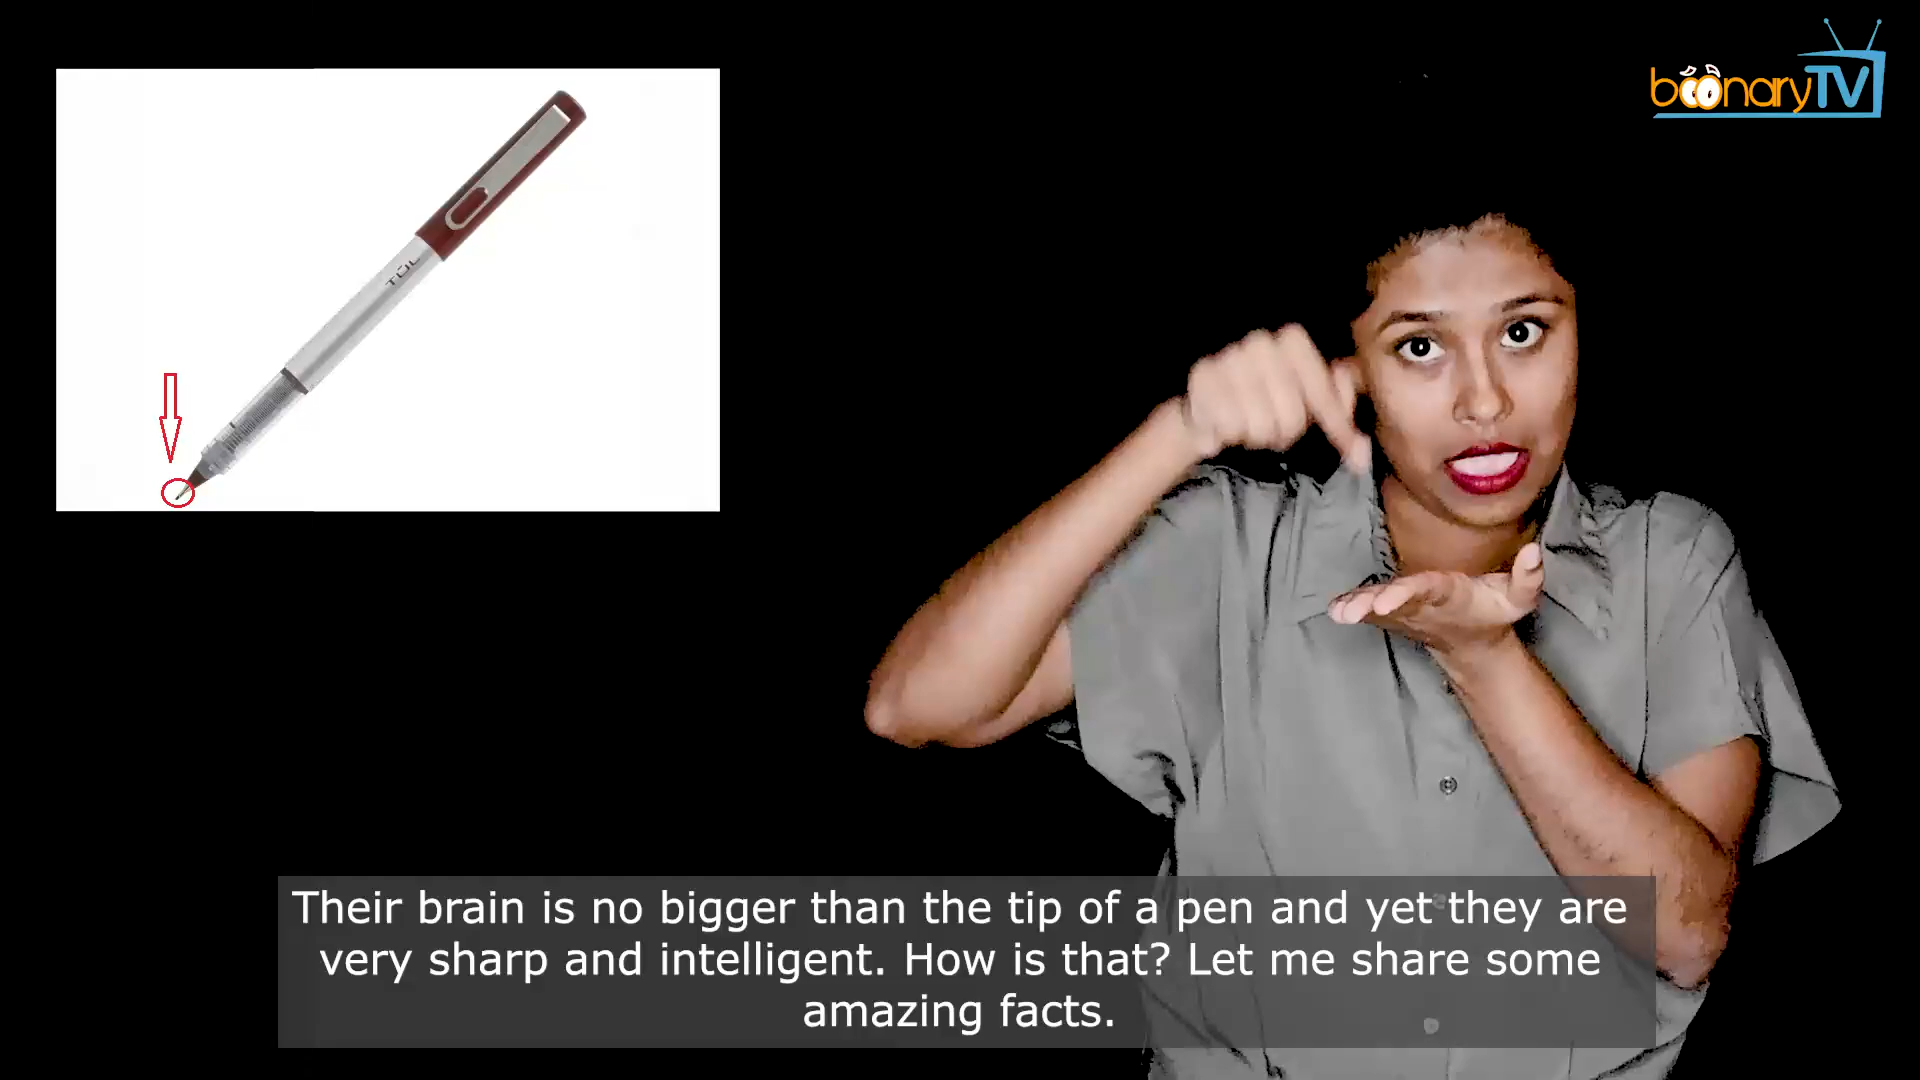 boonaryTV
TÜL
Their brain is no bigger than the tip of a pen and yet they are
very sharp and intelligent. How is that? Let me share some
amazing facts.